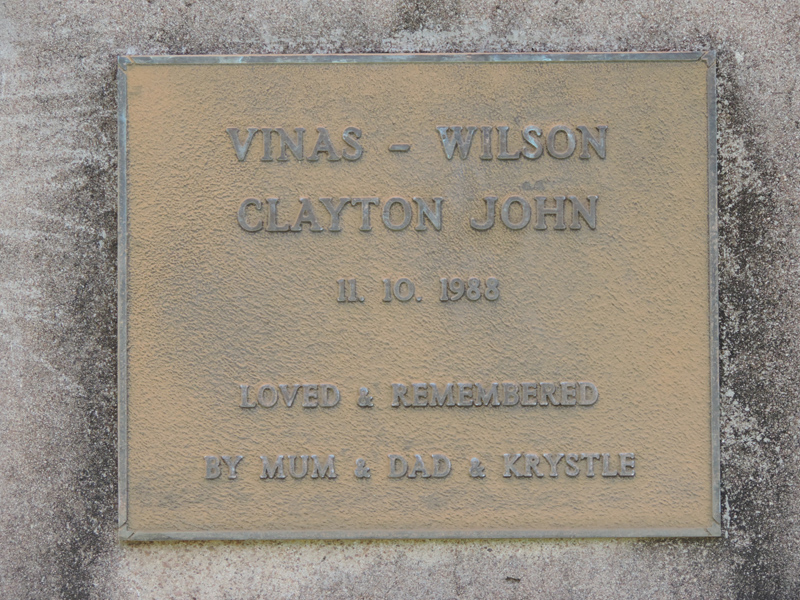 VINAS - WILSON
CLAYTON JOHN
11. 10. 1988
LOVED & REMEMBERED
BY MUM & DAD & KRYSTLE